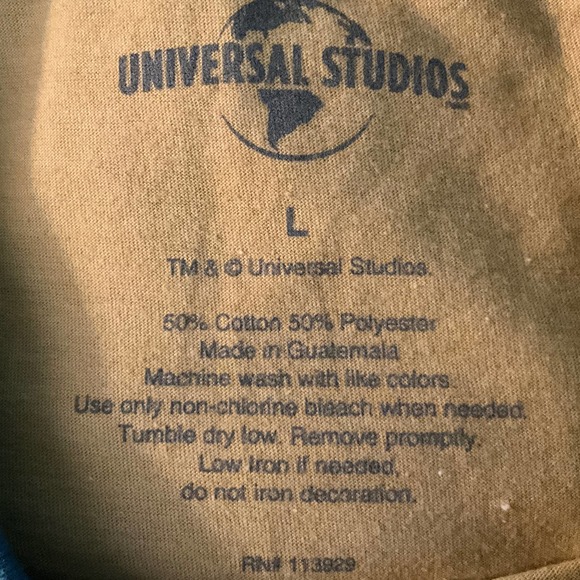 UNIVERSAL STUDIOS
L
TM & © Universal Studios.
50% Cotton 50% Polyester
Made in Guatemala
Machine wash with like colors.
Use only non-chlorine bleach when needed.
Tumble dry low. Remove promptly.
Low Iron if needed,
do not iron decoration.
RN# 113929